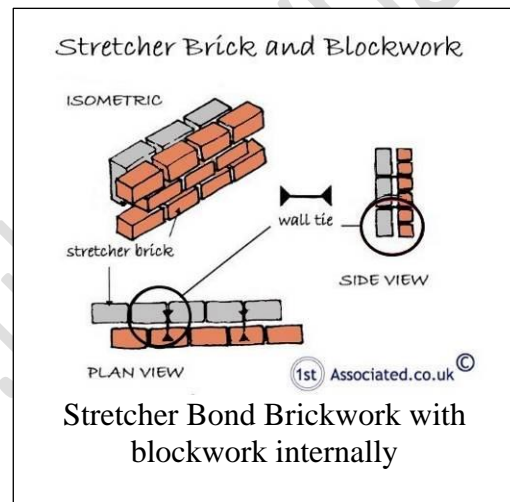 Stretcher Brick and Blockwork
ISOMETRIC
wall tie
stretcher brick
SIDE VIEW
PLAN VIEW
1st Associated.co.uk ©
Stretcher Bond Brickwork with
blockwork internally